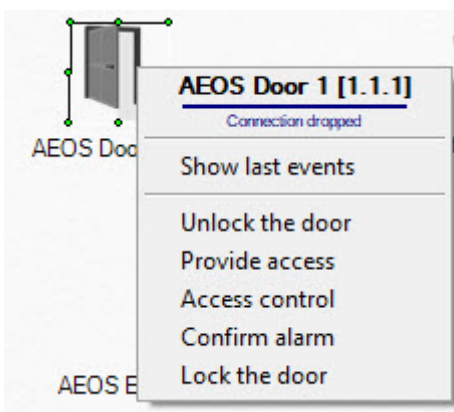 AEOS Door 1 [1.1.1]
Connection dropped
AEOS Doo
Show last events
Unlock the door
Provide access
Access control
Confirm alarm
Lock the door
AEOS E